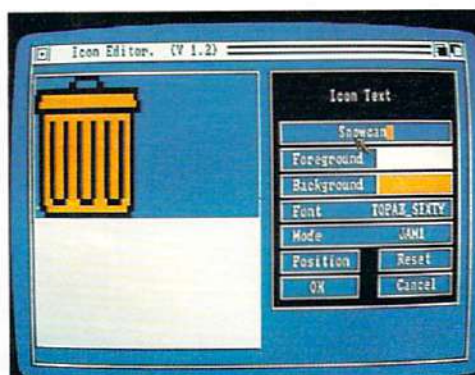 Icon Editor. (V 1.2)
Icon Text
Snowcan
Foreground
Background
Font TOPAZ_SIXTY
Mode JAM1
Position Reset
OK Cancel